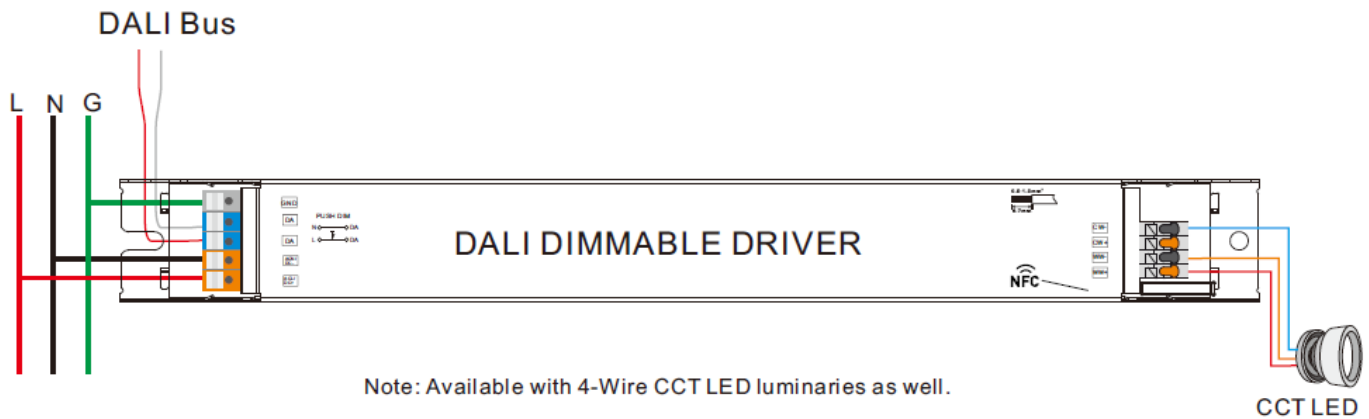 DALI Bus
L N G
GND
DA
DA
PUSH DIM
N DA
L DA
DALI DIMMABLE DRIVER
NFC
CW-
CW+
WW-
WW+
Note: Available with 4-Wire CCT LED luminaries as well.
CCT LED